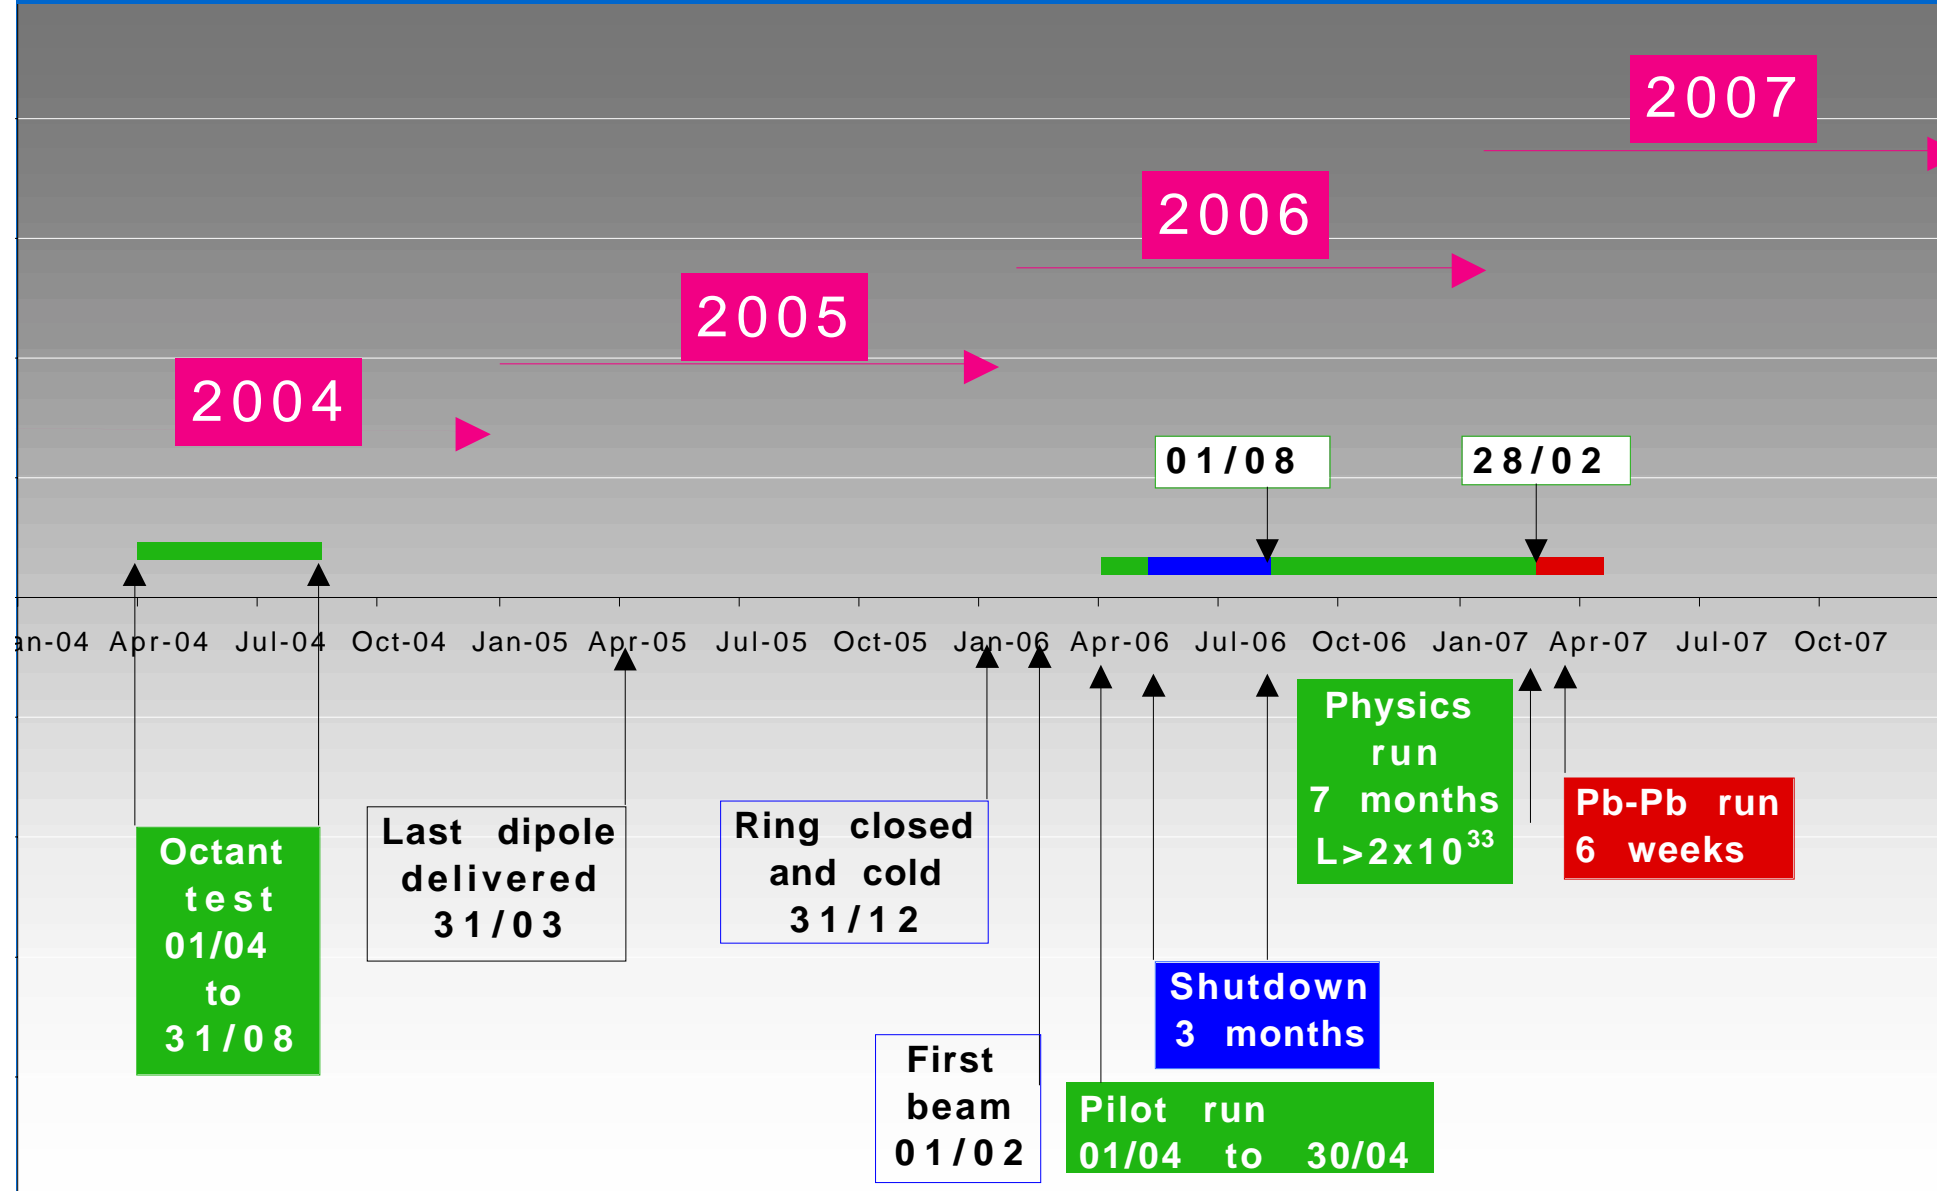 2007
2006
2005
2004
01/08
28/02
an-04 Apr-04 Jul-04 Oct-04 Jan-05 Apr-05 Jul-05 Oct-05 Jan-06 Apr-06 Jul-06 Oct-06 Jan-07 Apr-07 Jul-07 Oct-07
Octant
test
01/04
to
31/08
Last dipole
delivered
31/03
Ring closed
and cold
31/12
First
beam
01/02
Pilot run
01/04 to 30/04
Shutdown
3 months
Physics
run
7 months
L>2x10³³
Pb-Pb run
6 weeks